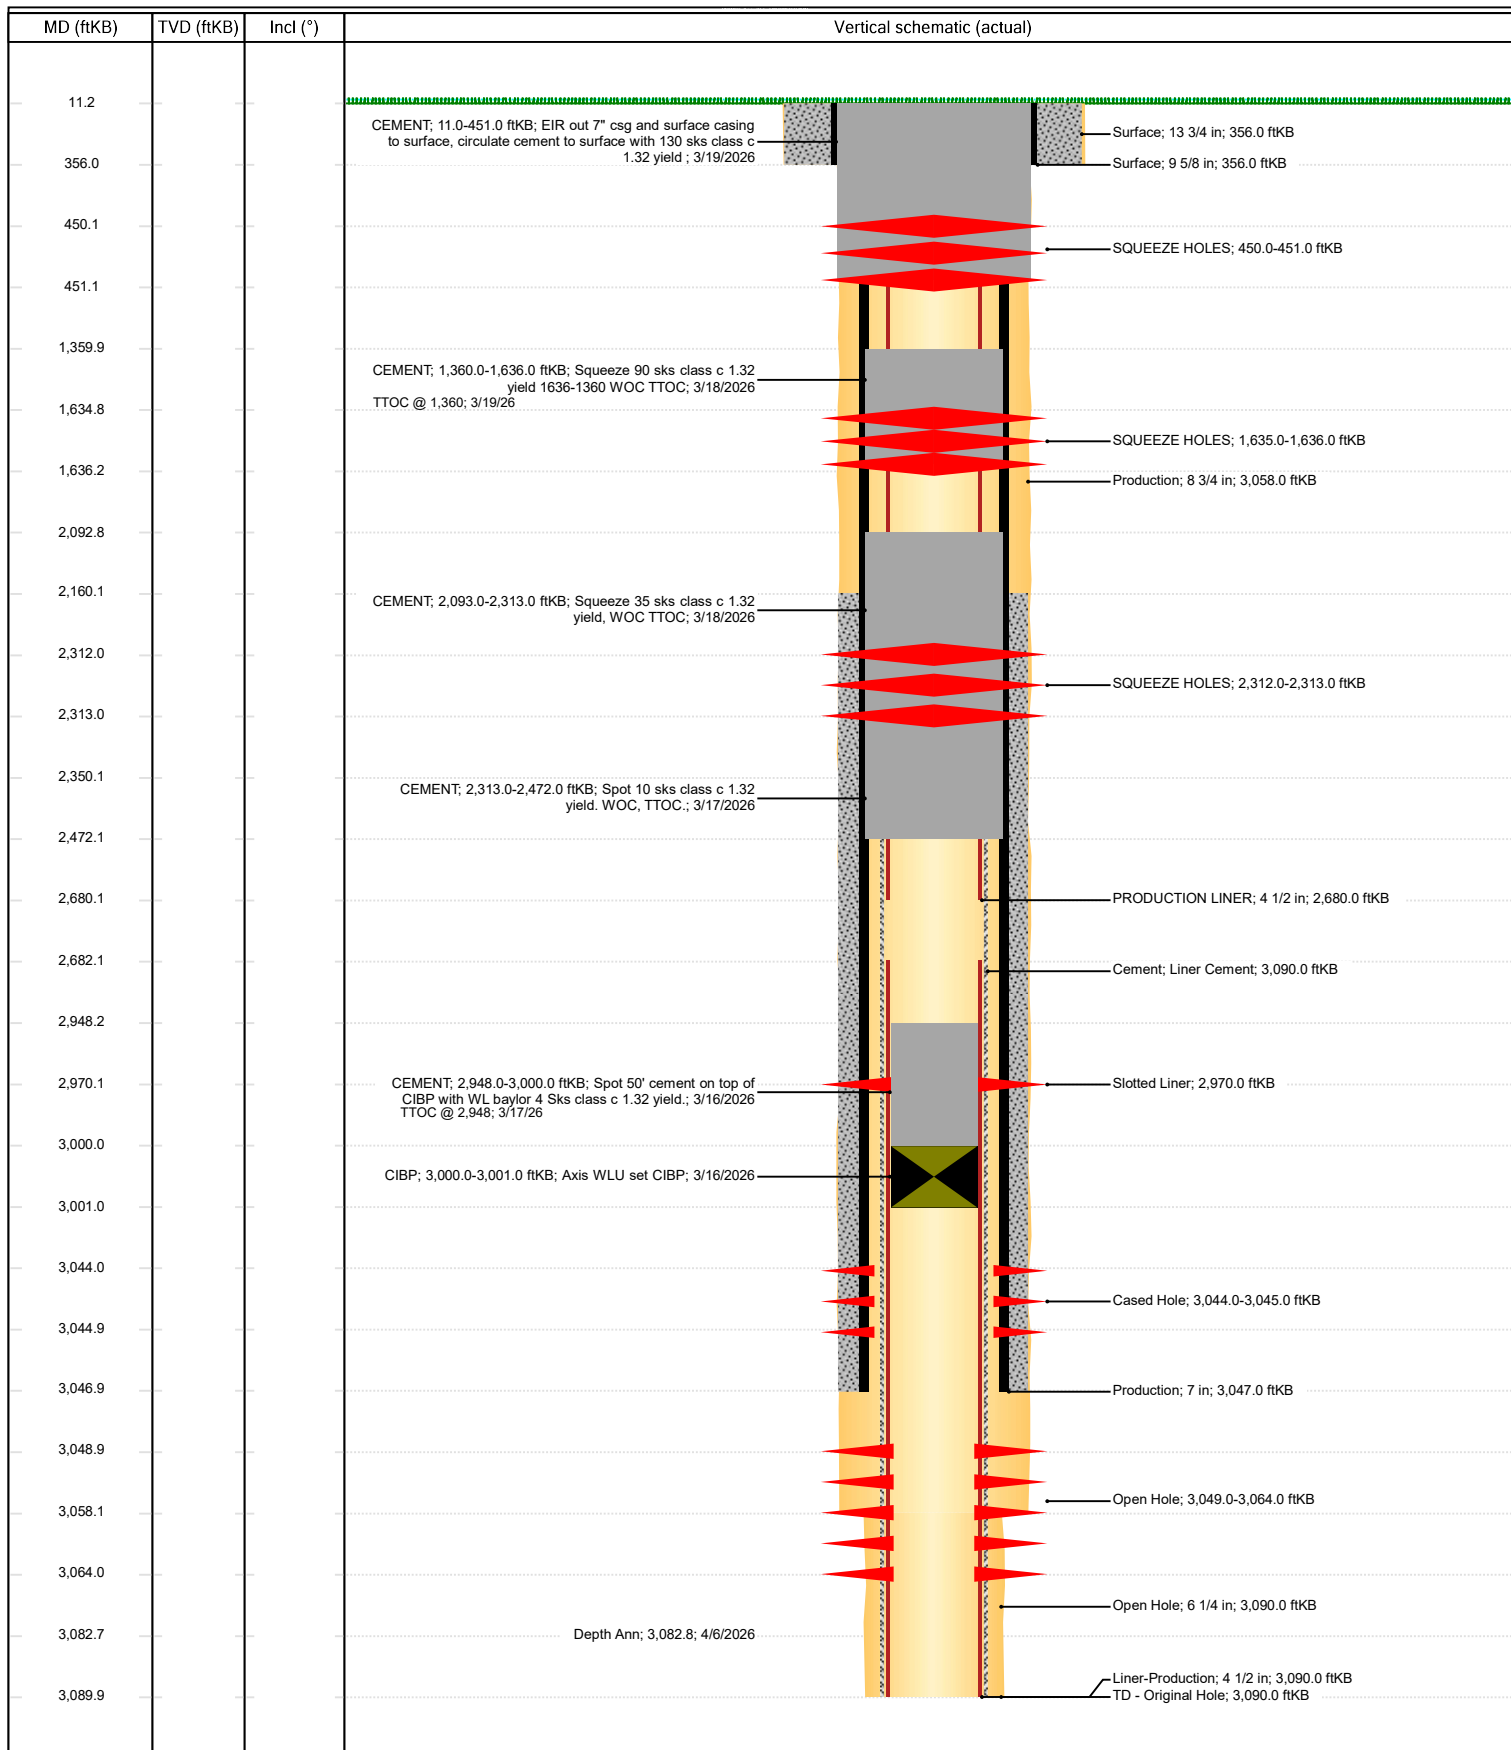 MD (ftKB) TVD (ftKB) Incl (°) Vertical schematic (actual)
11.2
CEMENT; 11.0-451.0 ftKB; EIR out 7" csg and surface casing
to surface, circulate cement to surface with 130 sks class c
1.32 yield ; 3/19/2026
Surface; 13 3/4 in; 356.0 ftKB
356.0
Surface; 9 5/8 in; 356.0 ftKB
450.1
SQUEEZE HOLES; 450.0-451.0 ftKB
451.1
1,359.9
CEMENT; 1,360.0-1,636.0 ftKB; Squeeze 90 sks class c 1.32
yield 1636-1360 WOC TTOC; 3/18/2026
TTOC @ 1,360; 3/19/26
1,634.8
SQUEEZE HOLES; 1,635.0-1,636.0 ftKB
1,636.2
Production; 8 3/4 in; 3,058.0 ftKB
2,092.8
2,160.1
CEMENT; 2,093.0-2,313.0 ftKB; Squeeze 35 sks class c 1.32
yield, WOC TTOC; 3/18/2026
2,312.0
SQUEEZE HOLES; 2,312.0-2,313.0 ftKB
2,313.0
2,350.1
CEMENT; 2,313.0-2,472.0 ftKB; Spot 10 sks class c 1.32
yield. WOC, TTOC.; 3/17/2026
2,472.1
2,680.1
PRODUCTION LINER; 4 1/2 in; 2,680.0 ftKB
2,682.1
Cement; Liner Cement; 3,090.0 ftKB
2,948.2
2,970.1
CEMENT; 2,948.0-3,000.0 ftKB; Spot 50' cement on top of
CIBP with WL baylor 4 Sks class c 1.32 yield.; 3/16/2026
TTOC @ 2,948; 3/17/26
Slotted Liner; 2,970.0 ftKB
3,000.0
CIBP; 3,000.0-3,001.0 ftKB; Axis WLU set CIBP; 3/16/2026
3,001.0
3,044.0
Cased Hole; 3,044.0-3,045.0 ftKB
3,044.9
3,046.9
Production; 7 in; 3,047.0 ftKB
3,048.9
Open Hole; 3,049.0-3,064.0 ftKB
3,058.1
3,064.0
Open Hole; 6 1/4 in; 3,090.0 ftKB
3,082.7
Depth Ann; 3,082.8; 4/6/2026
Liner-Production; 4 1/2 in; 3,090.0 ftKB
3,089.9
TD - Original Hole; 3,090.0 ftKB